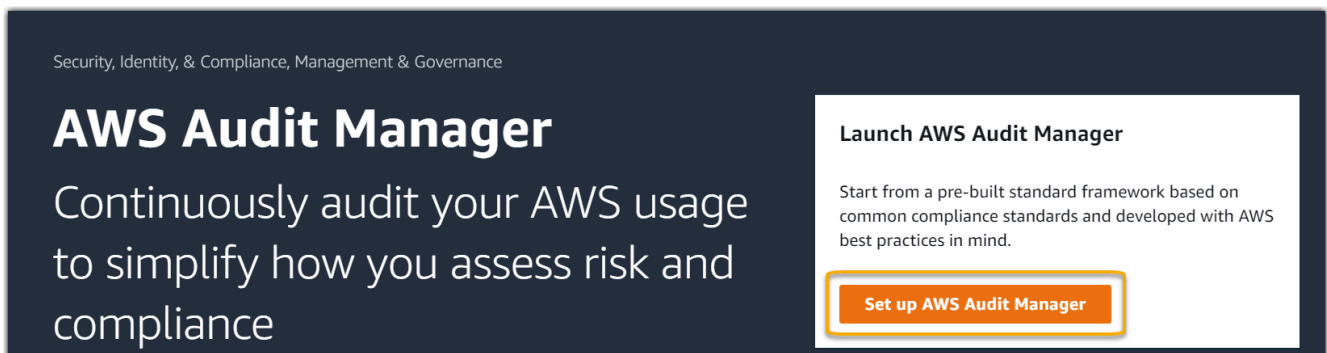 Security, Identity, & Compliance, Management & Governance
AWS Audit Manager
Continuously audit your AWS usage
to simplify how you assess risk and
compliance
Launch AWS Audit Manager
Start from a pre-built standard framework based on
common compliance standards and developed with AWS
best practices in mind.
Set up AWS Audit Manager